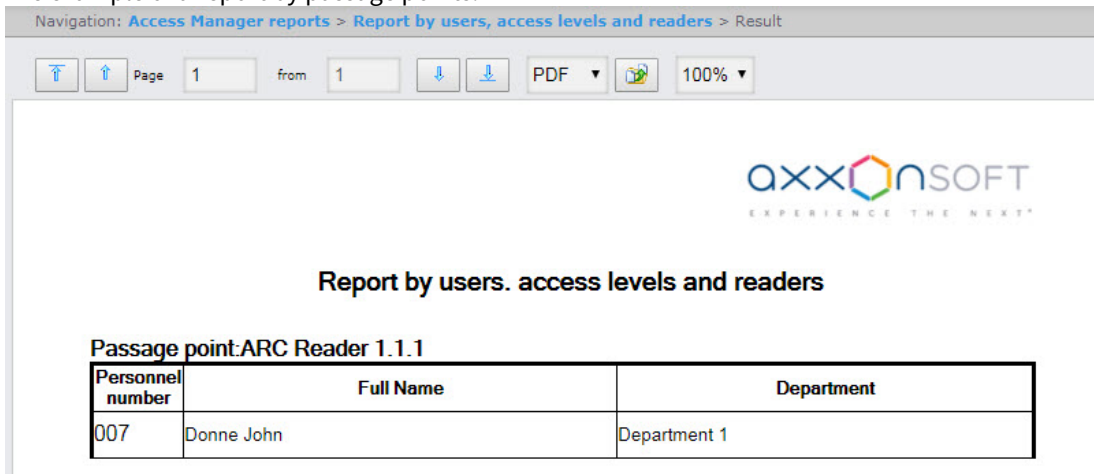 Navigation: Access Manager reports > Report by users, access levels and readers > Result
Page 1 from 1 PDF 100%
axxonsoft
EXPERIENCE THE NEXT
Report by users. access levels and readers
Passage point:ARC Reader 1.1.1
Personnel number Full Name Department
007 Donne John Department 1